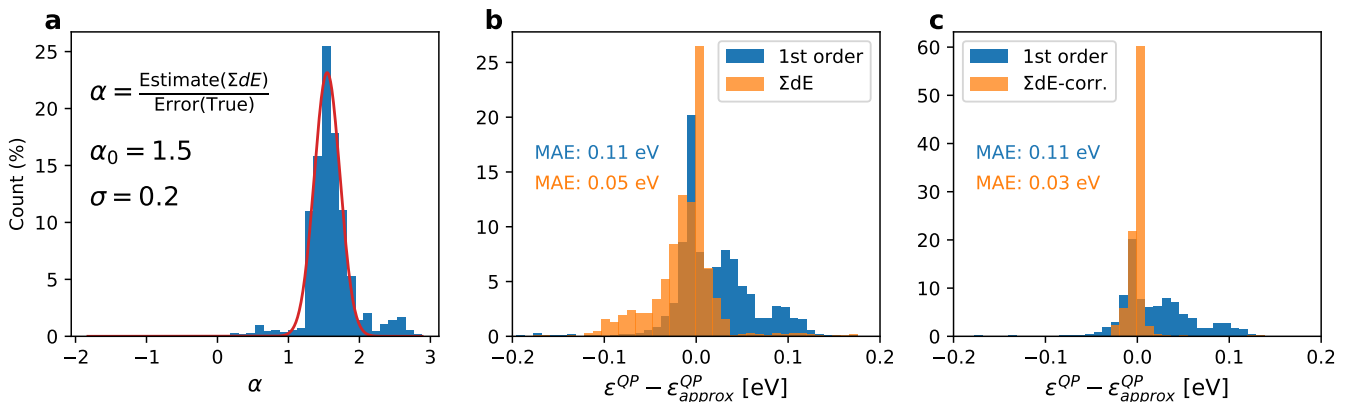 a
Count (%)
25
20
15
10
5
0
α = Estimate(ΣdE) / Error(True)
α₀ = 1.5
σ = 0.2
−2 −1 0 1 2 3
α
b
25
20
15
10
5
0
1st order
ΣdE
MAE: 0.11 eV
MAE: 0.05 eV
−0.2 −0.1 0.0 0.1 0.2
ε^{QP} − ε^{QP}_{approx} [eV]
c
60
50
40
30
20
10
0
1st order
ΣdE-corr.
MAE: 0.11 eV
MAE: 0.03 eV
−0.2 −0.1 0.0 0.1 0.2
ε^{QP} − ε^{QP}_{approx} [eV]